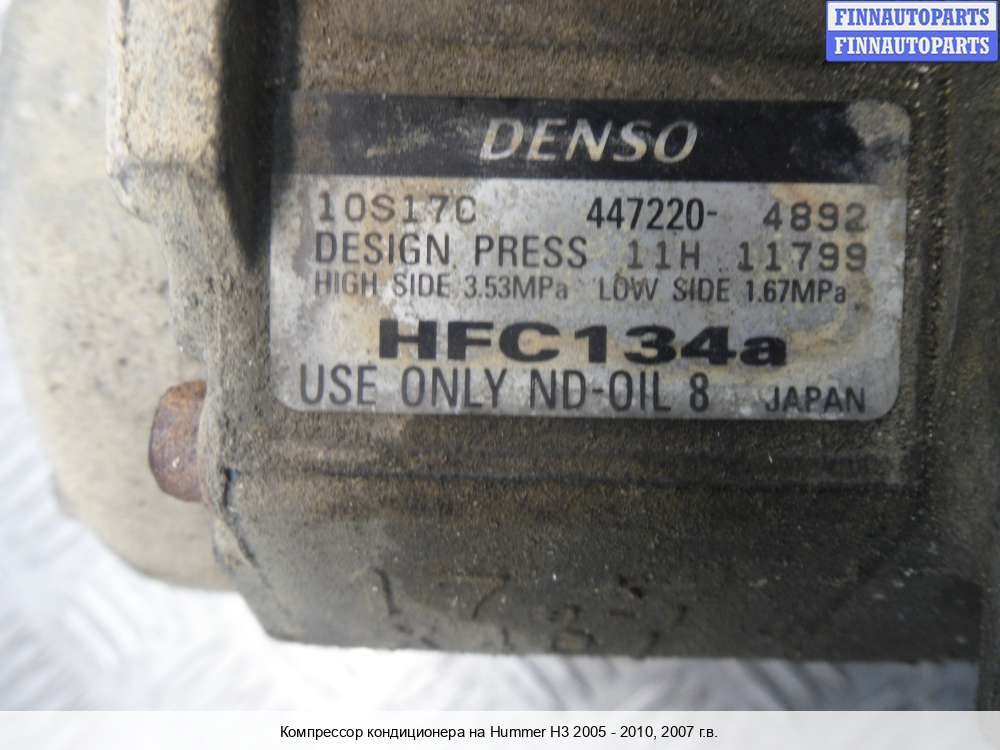 FINNAUTOPARTS
FINNAUTOPARTS
DENSO
10S17C 447220- 4892
DESIGN PRESS 11H 11799
HIGH SIDE 3.53MPa LOW SIDE 1.67MPa
HFC134a
USE ONLY ND-OIL 8 JAPAN
Компрессор кондиционера на Hummer H3 2005 - 2010, 2007 г.в.